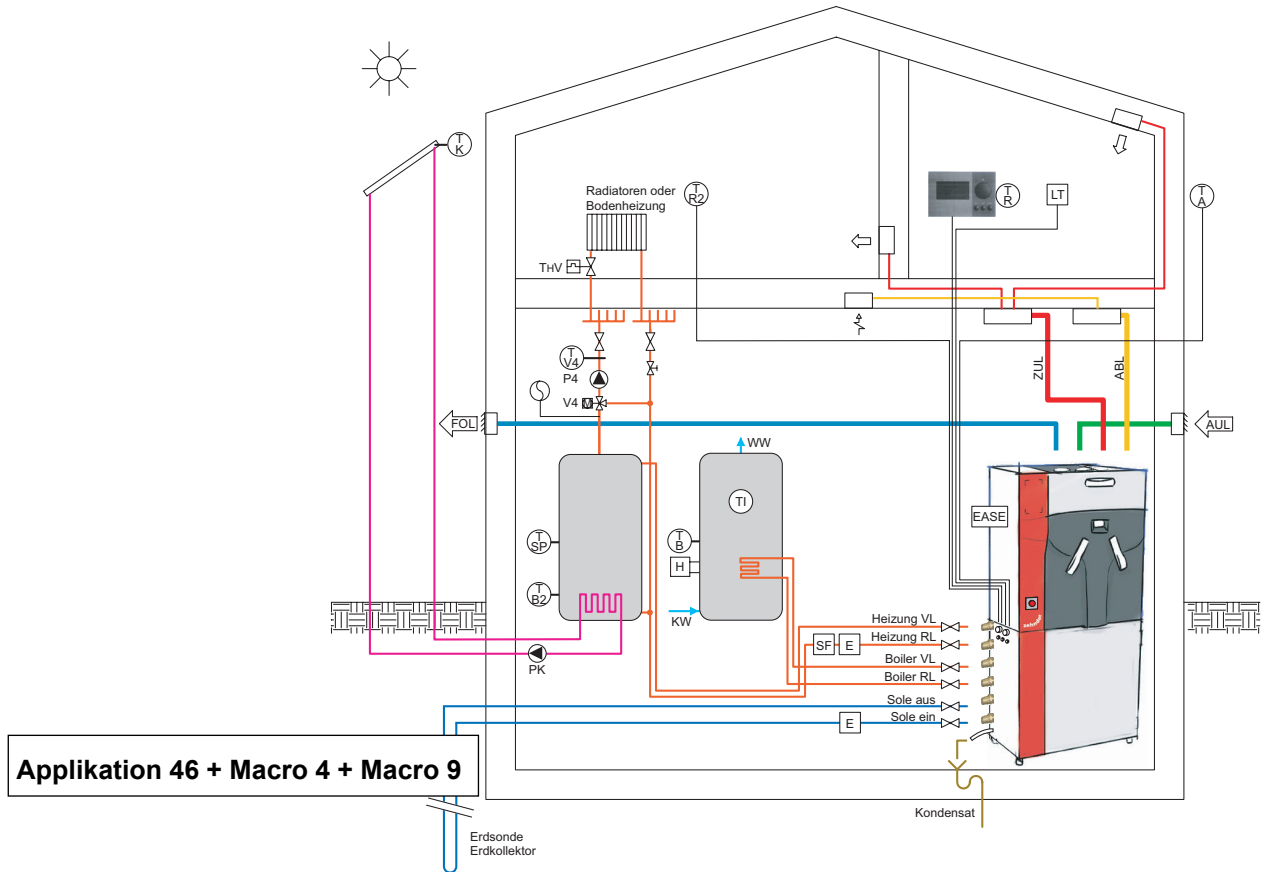 T
K
Radiatoren oder
Bodenheizung
T
R2
T
R
LT
T
A
THV
T
V4
P4
V4
M
ZUL
ABL
FOL
AUL
WW
TI
EASE
T
SP
T
B
H
T
B2
KW
PK
Heizung VL
Heizung RL
SF
E
Boiler VL
Boiler RL
Sole aus
Sole ein
E
Applikation 46 + Macro 4 + Macro 9
Kondensat
Erdsonde
Erdkollektor
zehnder